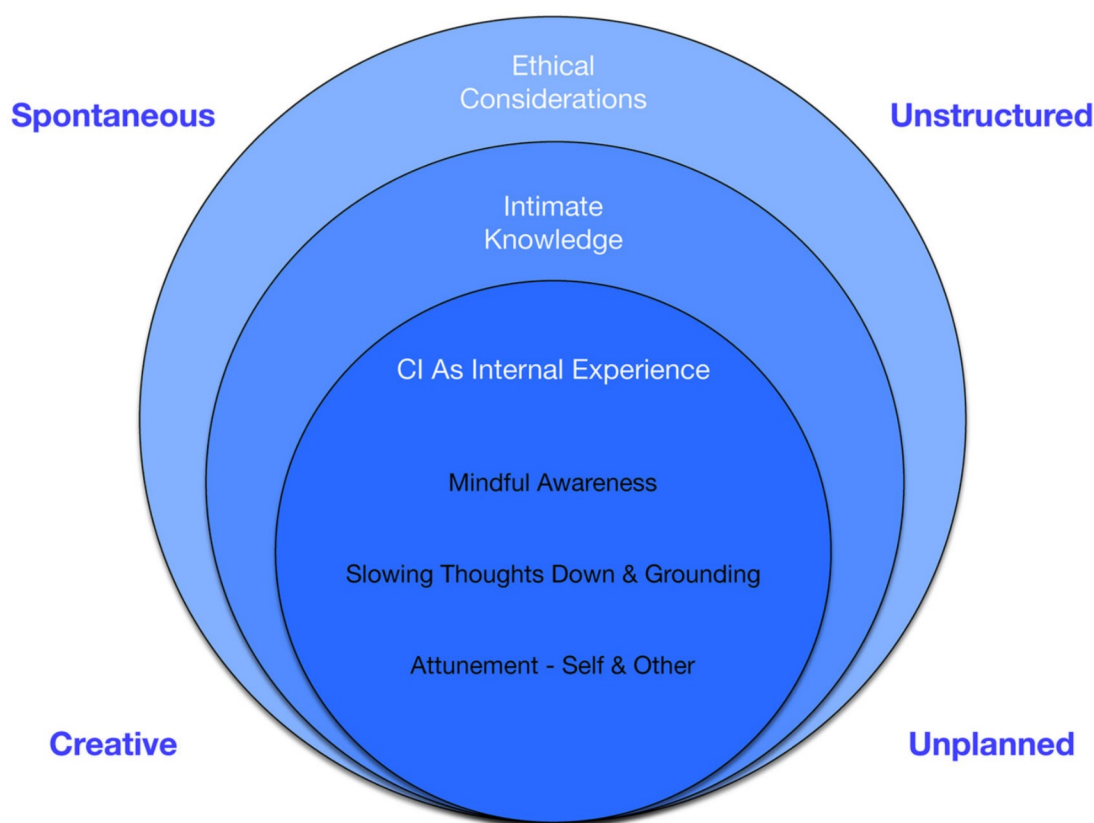 Ethical
Considerations
Spontaneous
Unstructured
Intimate
Knowledge
CI As Internal Experience
Mindful Awareness
Slowing Thoughts Down & Grounding
Attunement - Self & Other
Creative
Unplanned